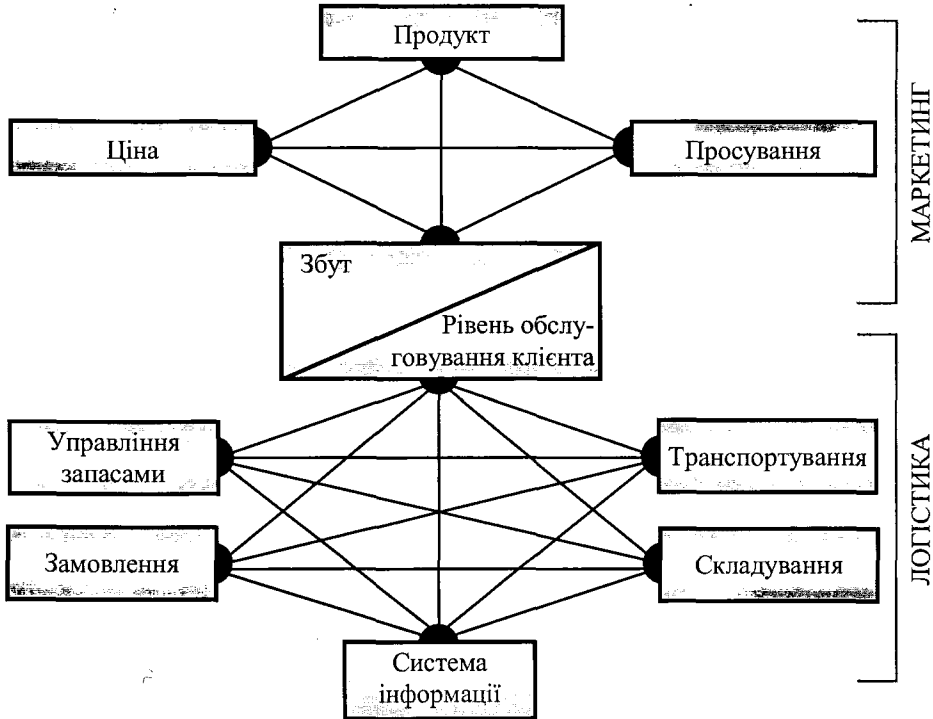 Продукт
Ціна
Просування
МАРКЕТИНГ
Збут
Рівень обслу-
говування клієнта
Управління
запасами
Транспортування
Замовлення
Складування
ЛОГІСТИКА
Система
інформації